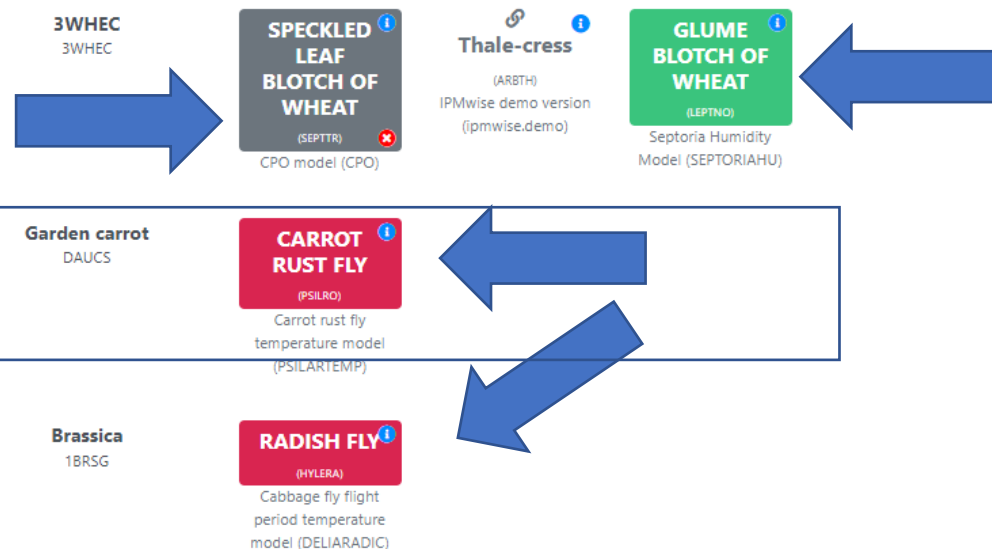 3WHEC
3WHEC
SPECKLED
LEAF
BLOTCH OF
WHEAT
(SEPTTR)
CPO model (CPO)
Thale-cress
(ARBTH)
IPMwise demo version
(ipmwise.demo)
GLUME
BLOTCH OF
WHEAT
(LEPTNO)
Septoria Humidity
Model (SEPTORIAHU)
Garden carrot
DAUCS
CARROT
RUST FLY
(PSILRO)
Carrot rust fly
temperature model
(PSILARTEMP)
Brassica
1BRSG
RADISH FLY
(HYLERA)
Cabbage fly flight
period temperature
model (DELIARADIC)